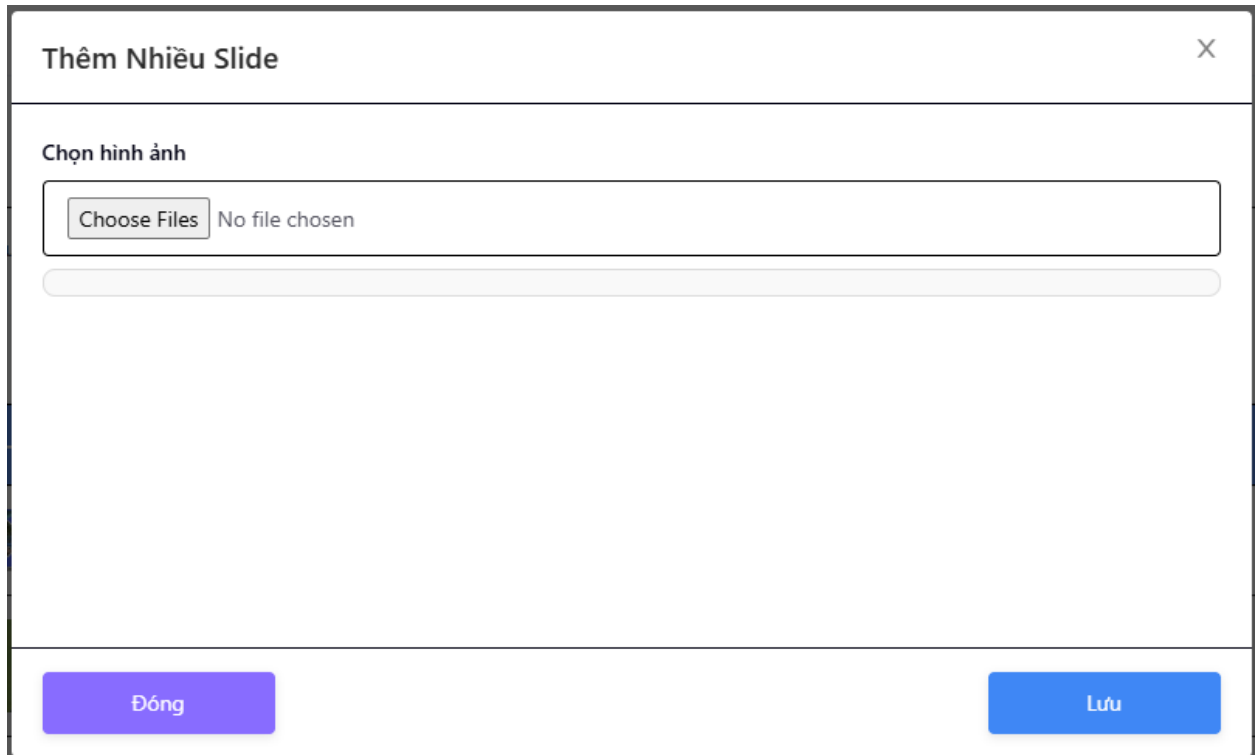 Thêm Nhiều Slide
X
Chọn hình ảnh
Choose Files No file chosen
Đóng
Lưu